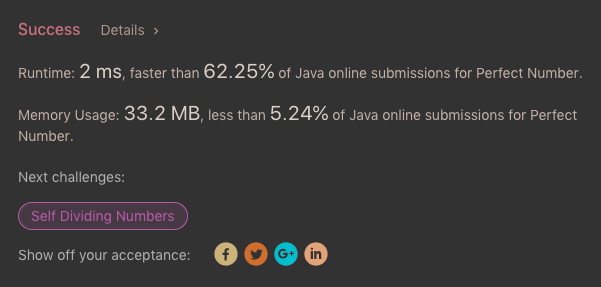 Success Details >
Runtime: 2 ms, faster than 62.25% of Java online submissions for Perfect Number.
Memory Usage: 33.2 MB, less than 5.24% of Java online submissions for Perfect
Number.
Next challenges:
Self Dividing Numbers
Show off your acceptance: f G+ in